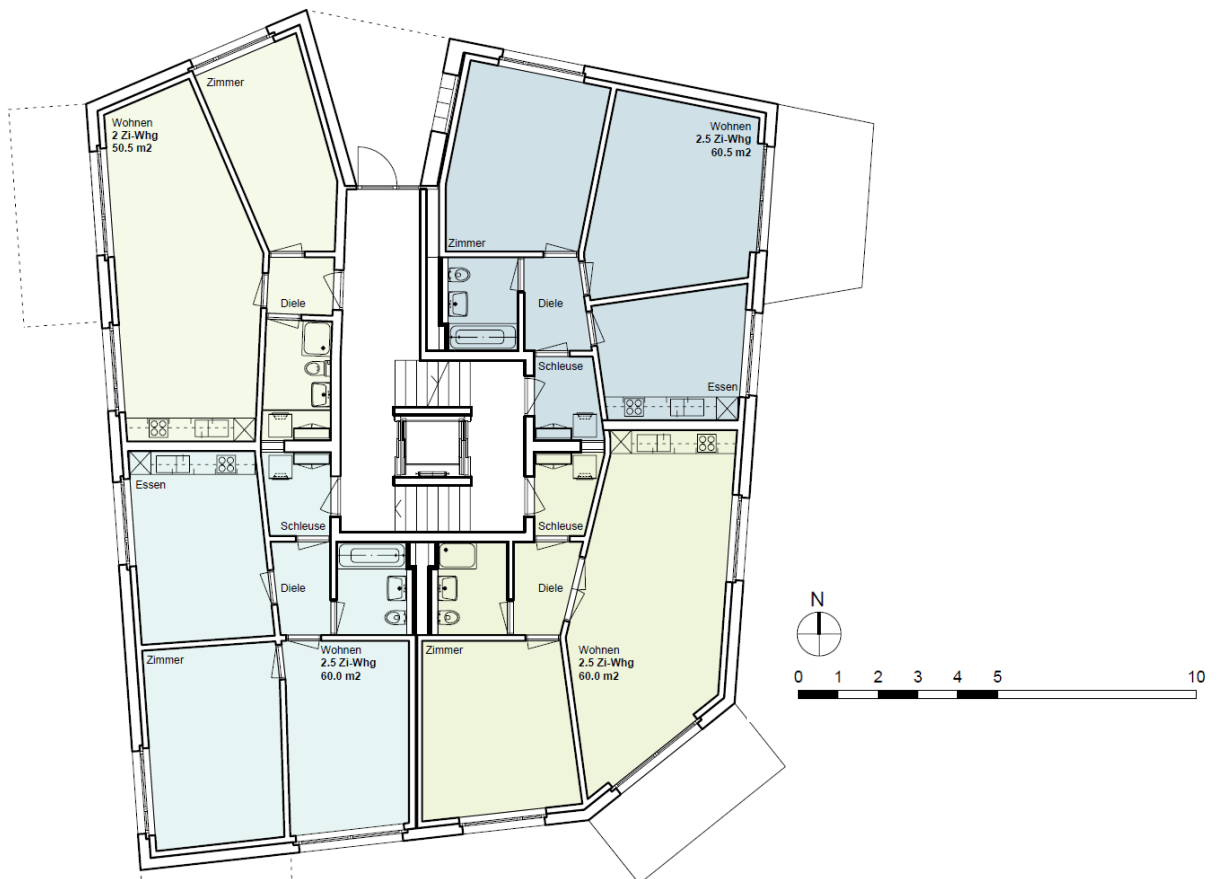 Zimmer
Wohnen
2 Zi-Whg
50.5 m2
Wohnen
2.5 Zi-Whg
60.5 m2
Zimmer
Diele
Diele
Schleuse
Essen
Essen
Schleuse
Schleuse
Diele
Diele
Zimmer
Wohnen
2.5 Zi-Whg
60.0 m2
Zimmer
Wohnen
2.5 Zi-Whg
60.0 m2
N
0 1 2 3 4 5 10